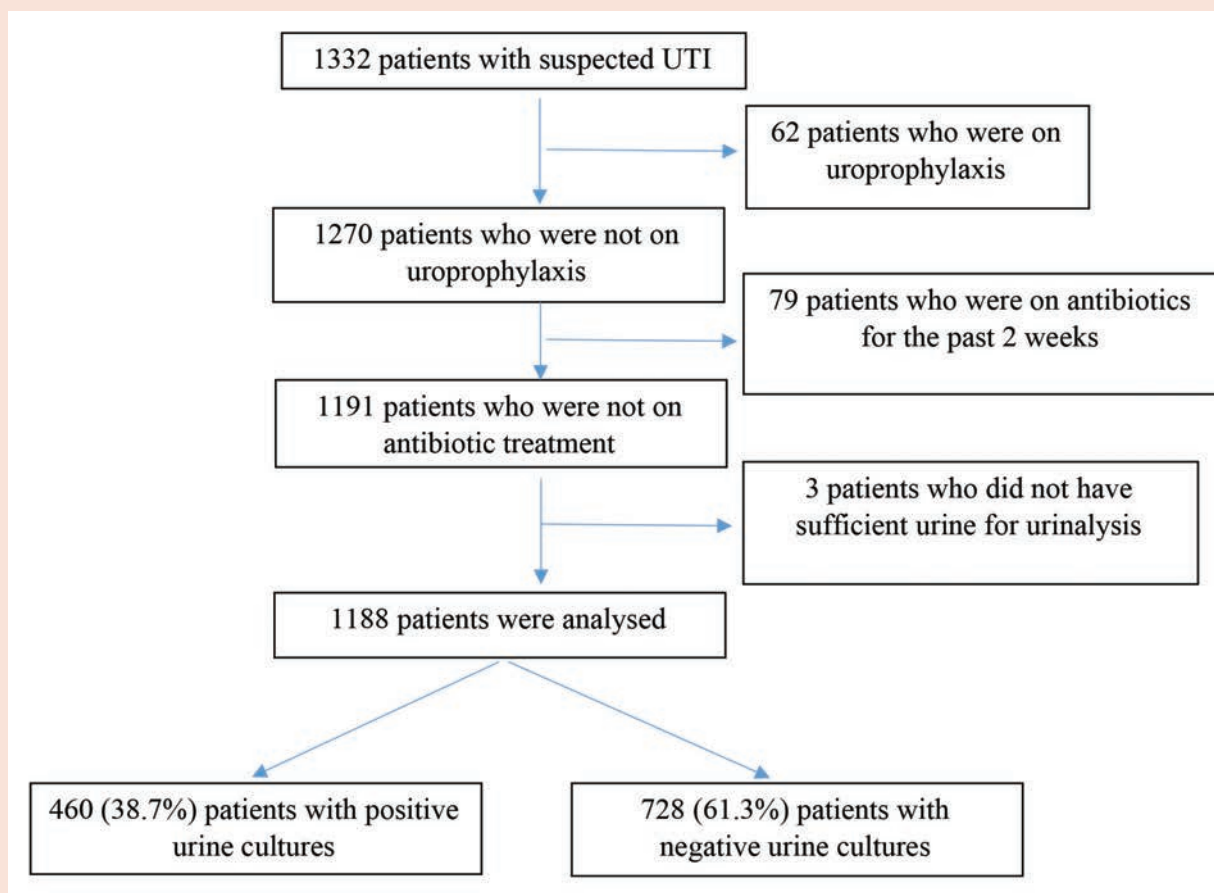 1332 patients with suspected UTI
62 patients who were on
uroprophylaxis
1270 patients who were not on
uroprophylaxis
79 patients who were on antibiotics
for the past 2 weeks
1191 patients who were not on
antibiotic treatment
3 patients who did not have
sufficient urine for urinalysis
1188 patients were analysed
460 (38.7%) patients with positive
urine cultures
728 (61.3%) patients with
negative urine cultures